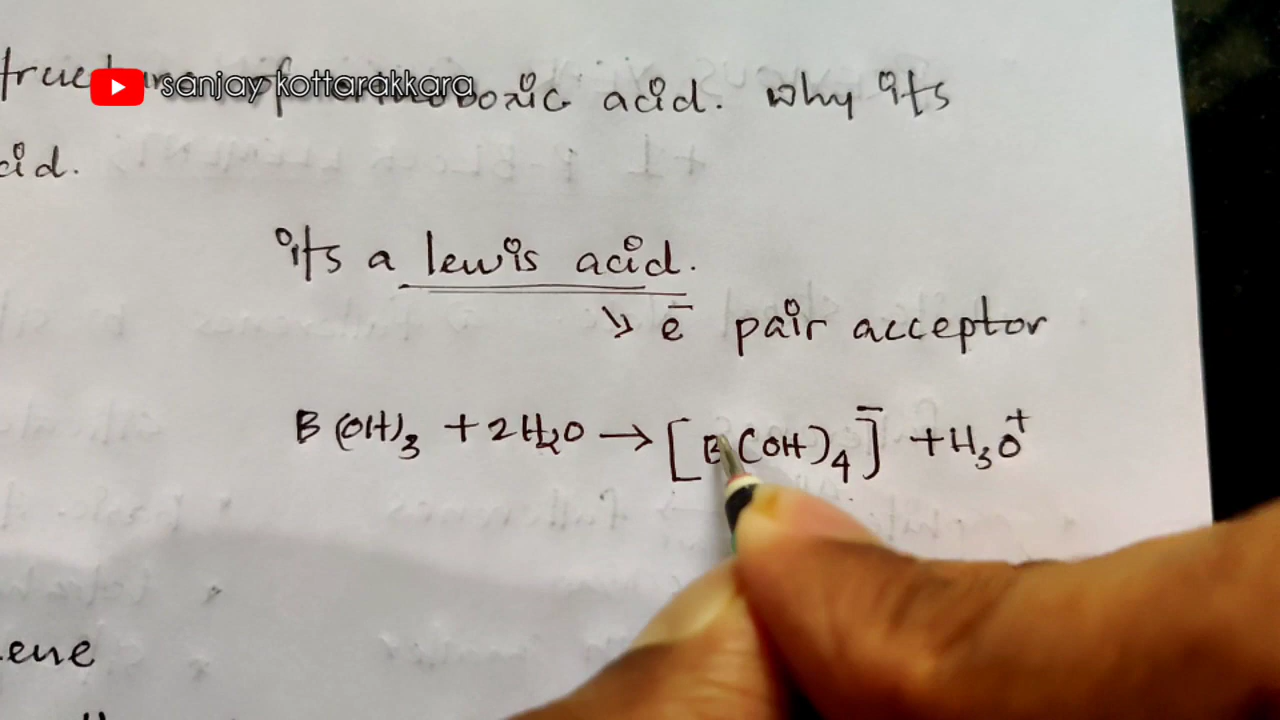 sanjay kottarakkara
acid. why its
cid.
its a lewis acid.
↘ e̅ pair acceptor
B(OH)₃ + 2H₂O → [B(OH)₄]⁻ + H₃O⁺
ene